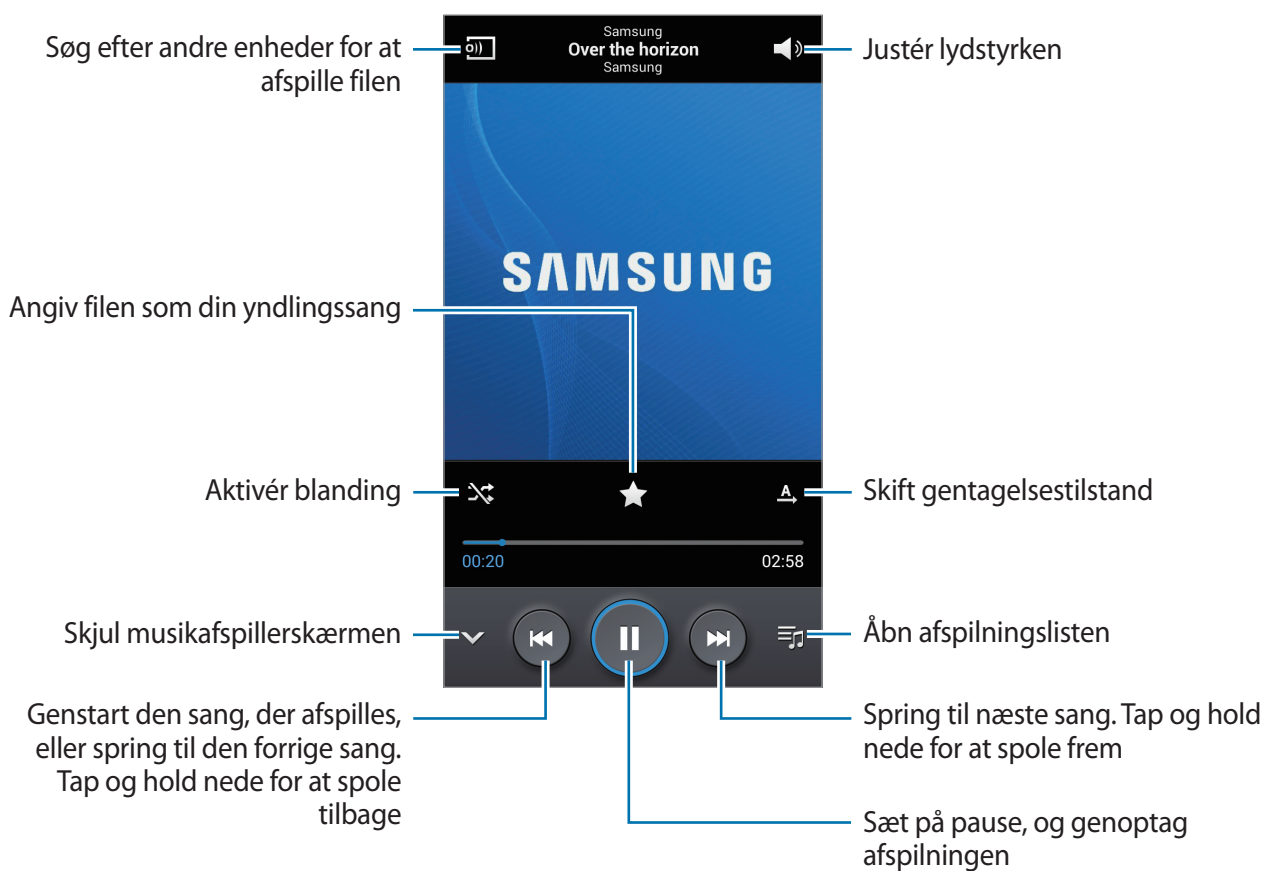 Søg efter andre enheder for at
afspille filen
Samsung
Over the horizon
Samsung
Justér lydstyrken
SAMSUNG
Angiv filen som din yndlingssang
Aktivér blanding
A
Skift gentagelsestilstand
00:20
02:58
Skjul musikafspillerskærmen
Åbn afspilningslisten
Genstart den sang, der afspilles,
eller spring til den forrige sang.
Tap og hold nede for at spole
tilbage
Spring til næste sang. Tap og hold
nede for at spole frem
Sæt på pause, og genoptag
afspilningen